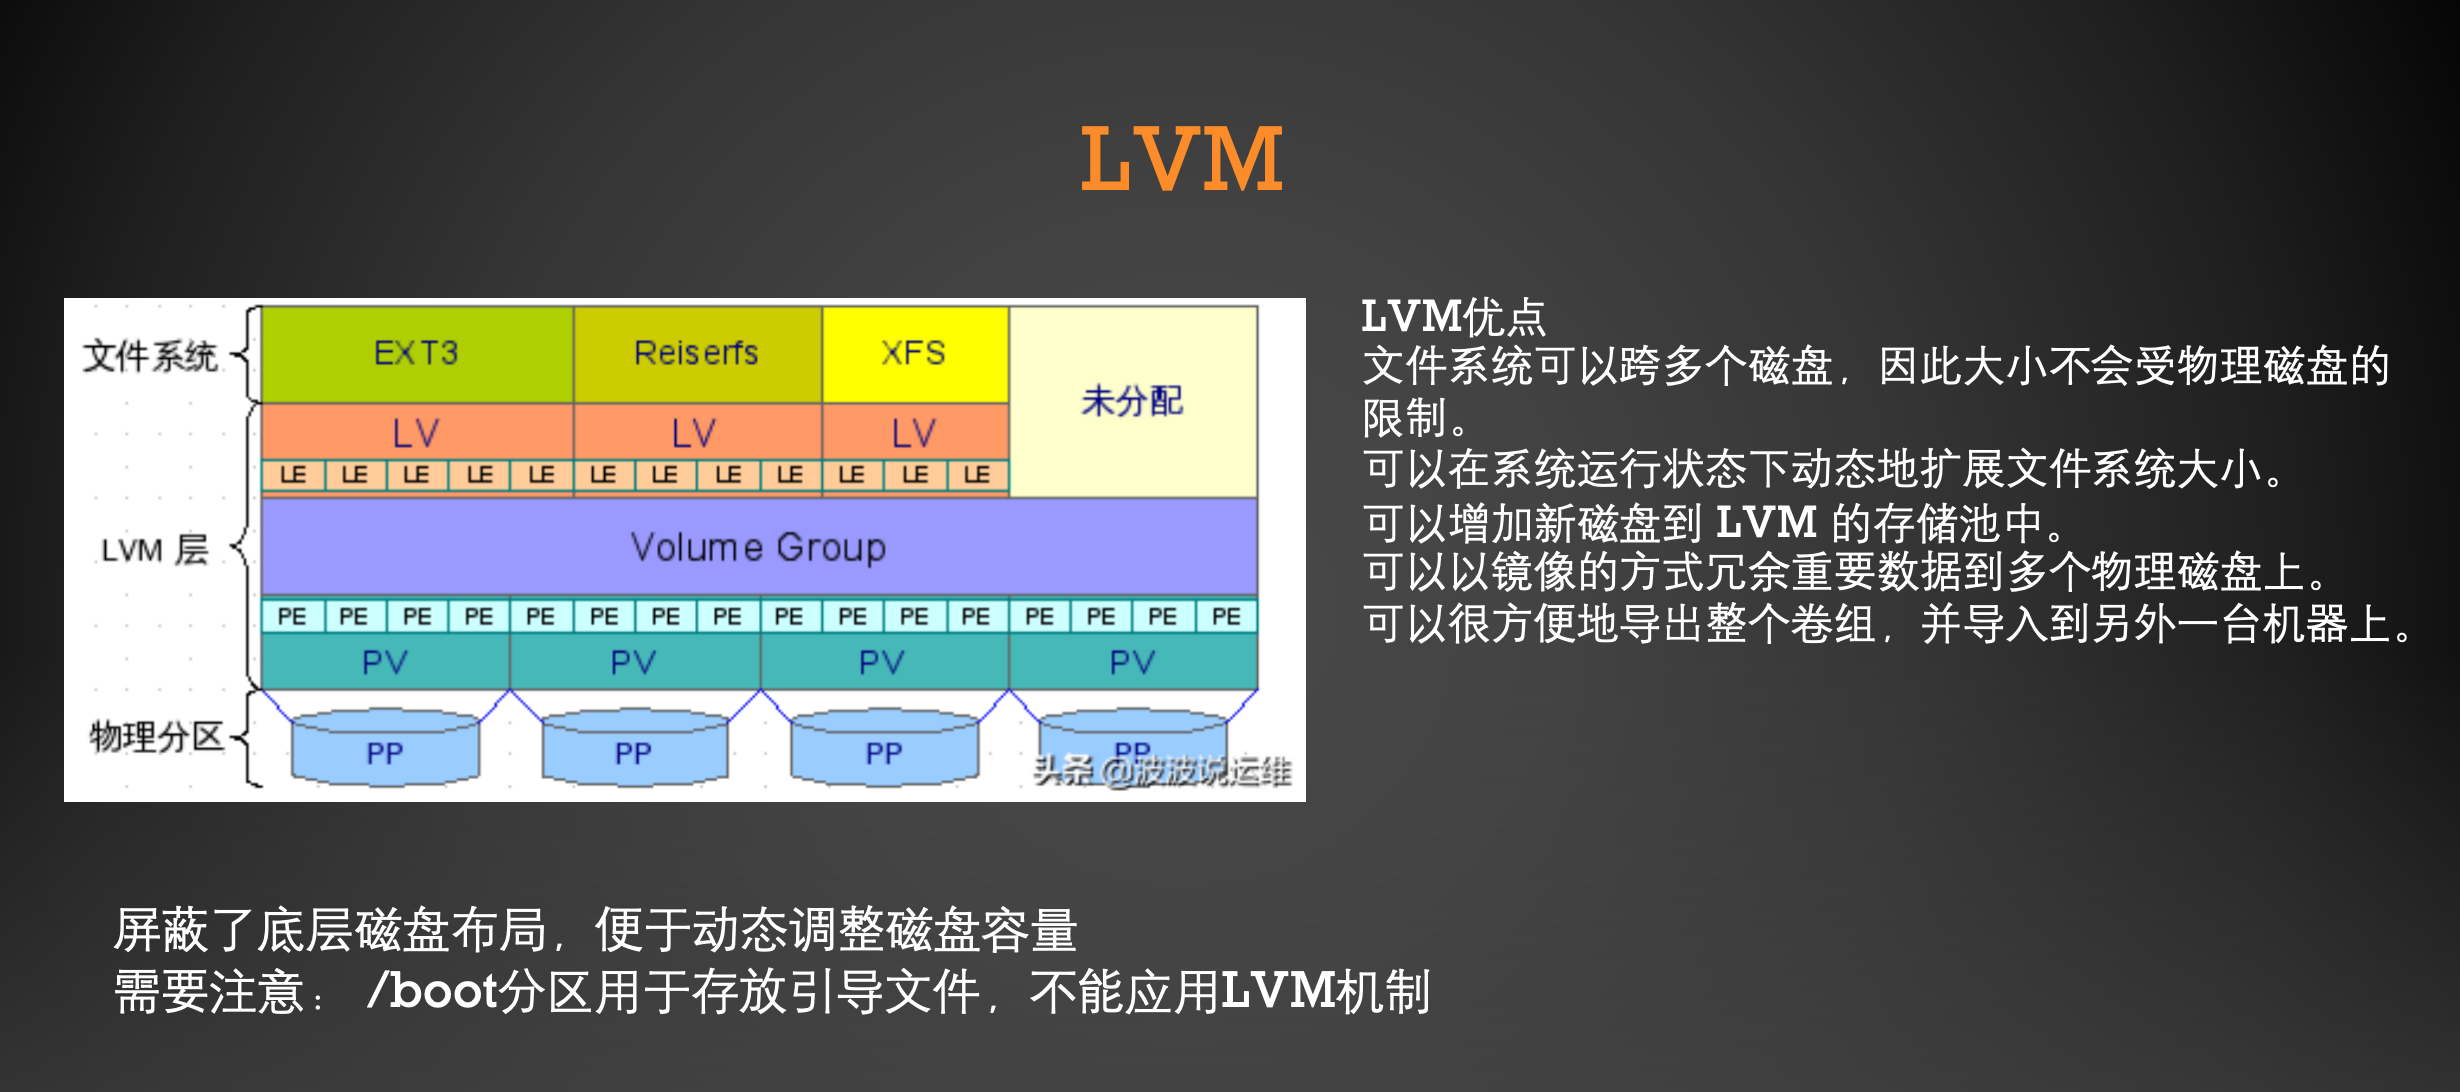 LVM
文件系统
EXT3
Reiserfs
XFS
未分配
LV
LV
LV
LE LE LE LE LE LE LE LE LE LE LE LE
LVM 层
Volume Group
PE PE PE PE PE PE PE PE PE PE PE PE PE PE PE PE
PV
PV
PV
PV
物理分区
PP
PP
PP
PP
头条 @波波说运维
LVM优点
文件系统可以跨多个磁盘，因此大小不会受物理磁盘的
限制。
可以在系统运行状态下动态地扩展文件系统大小。
可以增加新磁盘到 LVM 的存储池中。
可以以镜像的方式冗余重要数据到多个物理磁盘上。
可以很方便地导出整个卷组，并导入到另外一台机器上。
屏蔽了底层磁盘布局，便于动态调整磁盘容量
需要注意： /boot分区用于存放引导文件，不能应用LVM机制